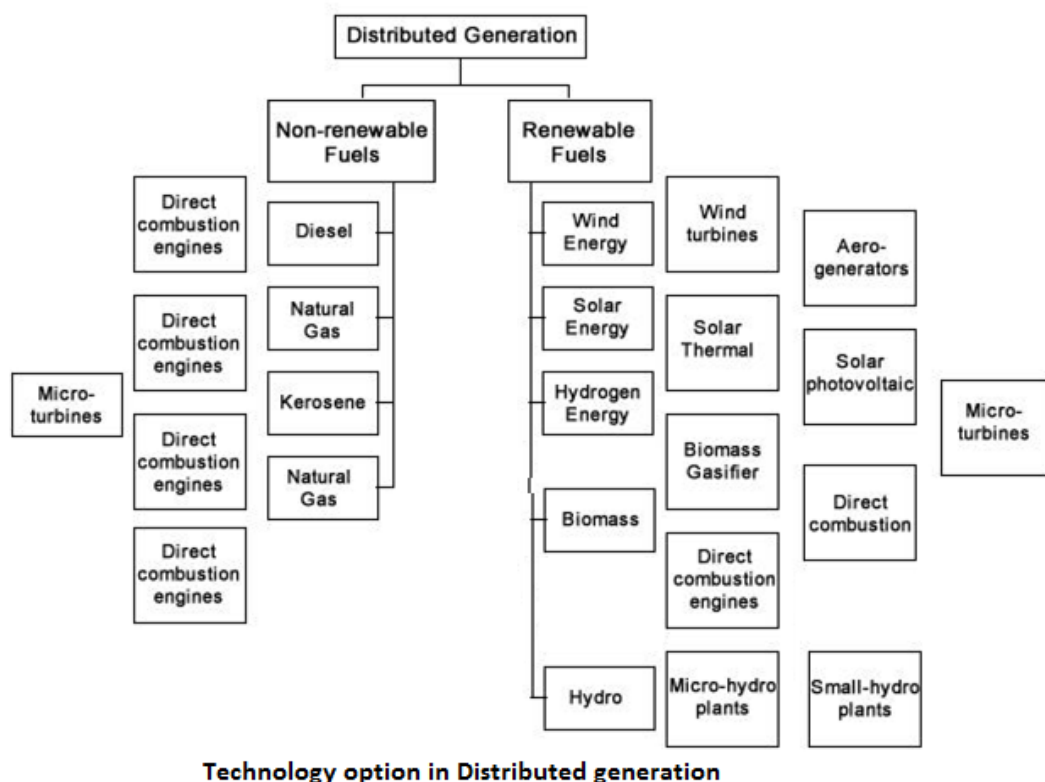 Distributed Generation
Non-renewable
Fuels
Renewable
Fuels
Direct
combustion
engines
Diesel
Wind
Energy
Wind
turbines
Aero-
generators
Direct
combustion
engines
Natural
Gas
Solar
Energy
Solar
Thermal
Solar
photovoltaic
Micro-
turbines
Kerosene
Hydrogen
Energy
Micro-
turbines
Direct
combustion
engines
Natural
Gas
Biomass
Gasifier
Direct
combustion
Biomass
Direct
combustion
engines
Direct
combustion
engines
Hydro
Micro-hydro
plants
Small-hydro
plants
Technology option in Distributed generation